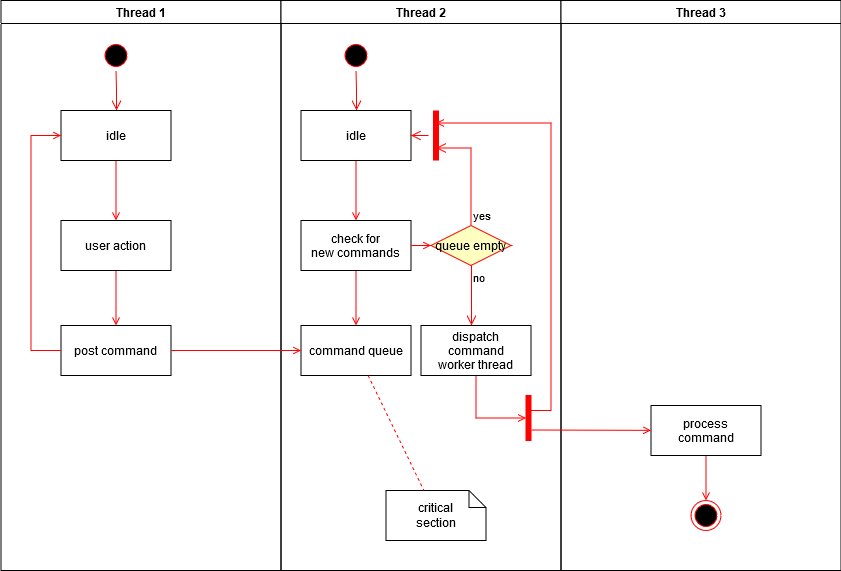 Thread 1
Thread 2
Thread 3
idle
user action
post command
idle
check for
new commands
command queue
queue empty
yes
no
dispatch
command
worker thread
critical
section
process
command